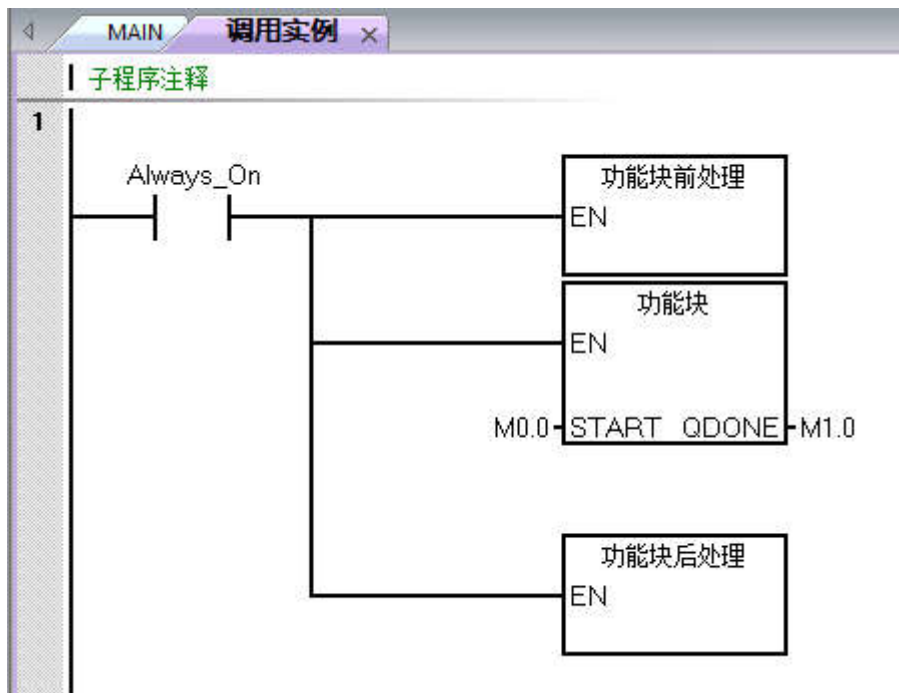 MAIN 调用实例
子程序注释
1
Always_On
功能块前处理
EN
功能块
EN
M0.0 START QDONE M1.0
功能块后处理
EN